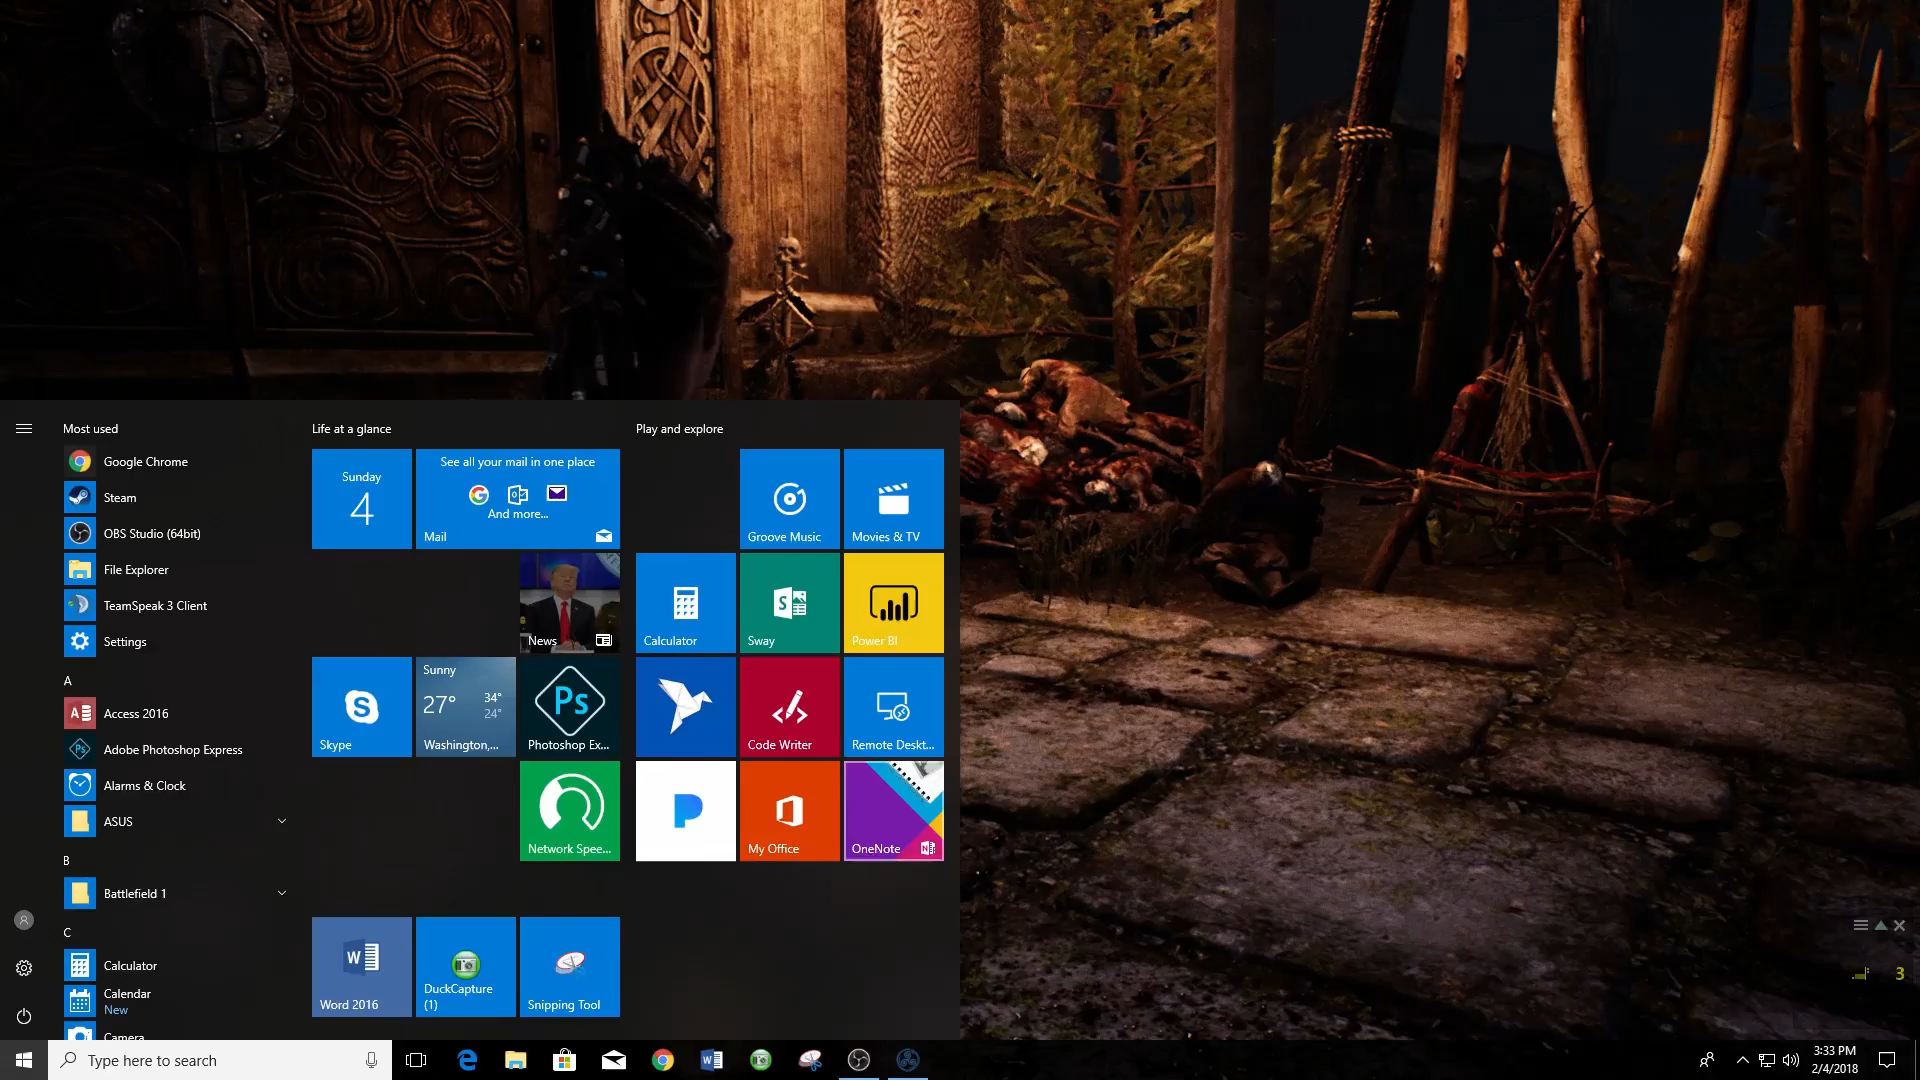 Most used
Google Chrome
Steam
OBS Studio (64bit)
File Explorer
TeamSpeak 3 Client
Settings
A
Access 2016
Adobe Photoshop Express
Alarms & Clock
ASUS
B
Battlefield 1
C
Calculator
Calendar
New
Camera
Life at a glance
Sunday
4
See all your mail in one place
And more...
Mail
News
Skype
Sunny
27°
34°
24°
Washington,...
Ps
Photoshop Ex...
Network Spee...
Word 2016
DuckCapture
(1)
Snipping Tool
Play and explore
Groove Music
Movies & TV
Calculator
Sway
Power BI
Code Writer
Remote Deskt...
My Office
OneNote
3
Type here to search
3:33 PM
2/4/2018